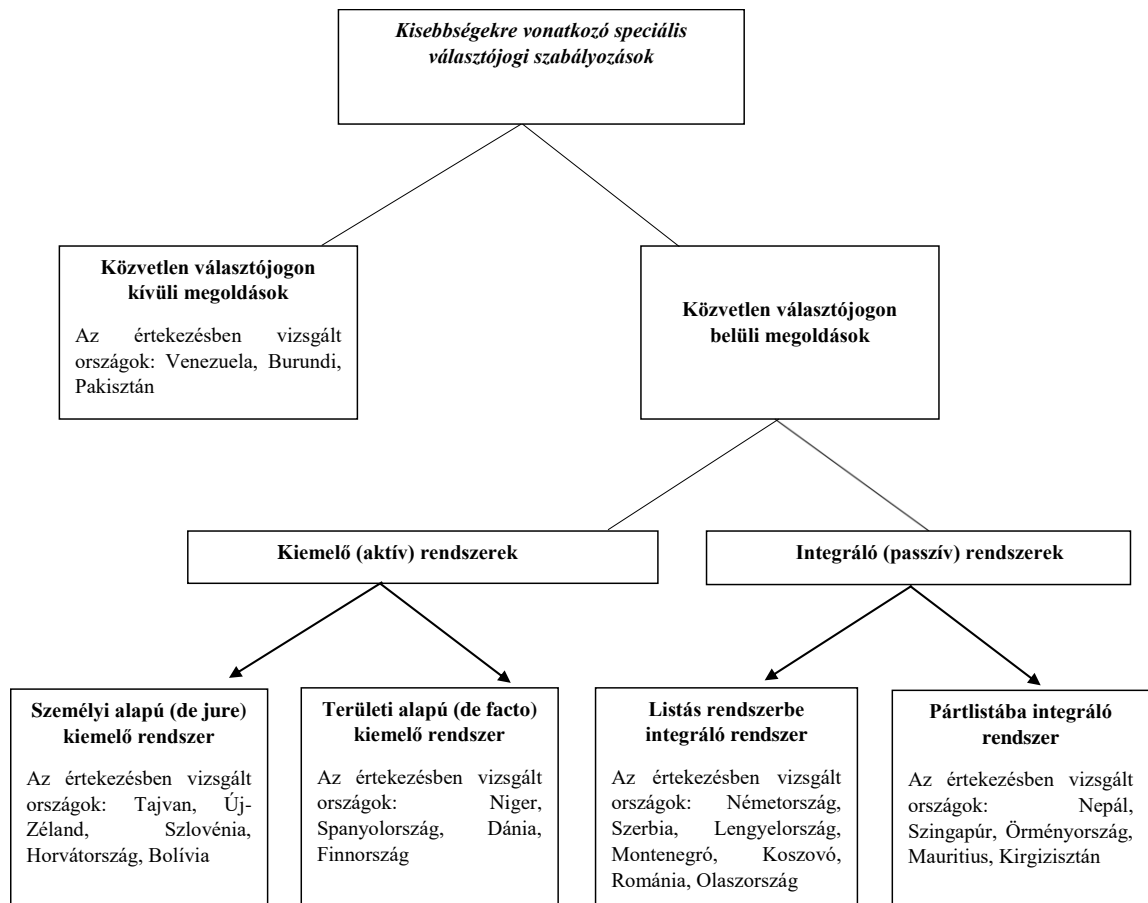 Kisebbségekre vonatkozó speciális
választójogi szabályozások
Közvetlen választójogon
kívüli megoldások
Az értekezésben vizsgált
országok: Venezuela, Burundi,
Pakisztán
Közvetlen választójogon
belüli megoldások
Kiemelő (aktív) rendszerek
Integráló (passzív) rendszerek
Személyi alapú (de jure)
kiemelő rendszer
Az értekezésben vizsgált
országok: Tajvan, Új-
Zéland, Szlovénia,
Horvátország, Bolívia
Területi alapú (de facto)
kiemelő rendszer
Az értekezésben vizsgált
országok: Niger,
Spanyolország, Dánia,
Finnország
Listás rendszerbe
integráló rendszer
Az értekezésben vizsgált
országok: Németország,
Szerbia, Lengyelország,
Montenegró, Koszovó,
Románia, Olaszország
Pártlistába integráló
rendszer
Az értekezésben vizsgált
országok: Nepál,
Szingapúr, Örményország,
Mauritius, Kirgizisztán